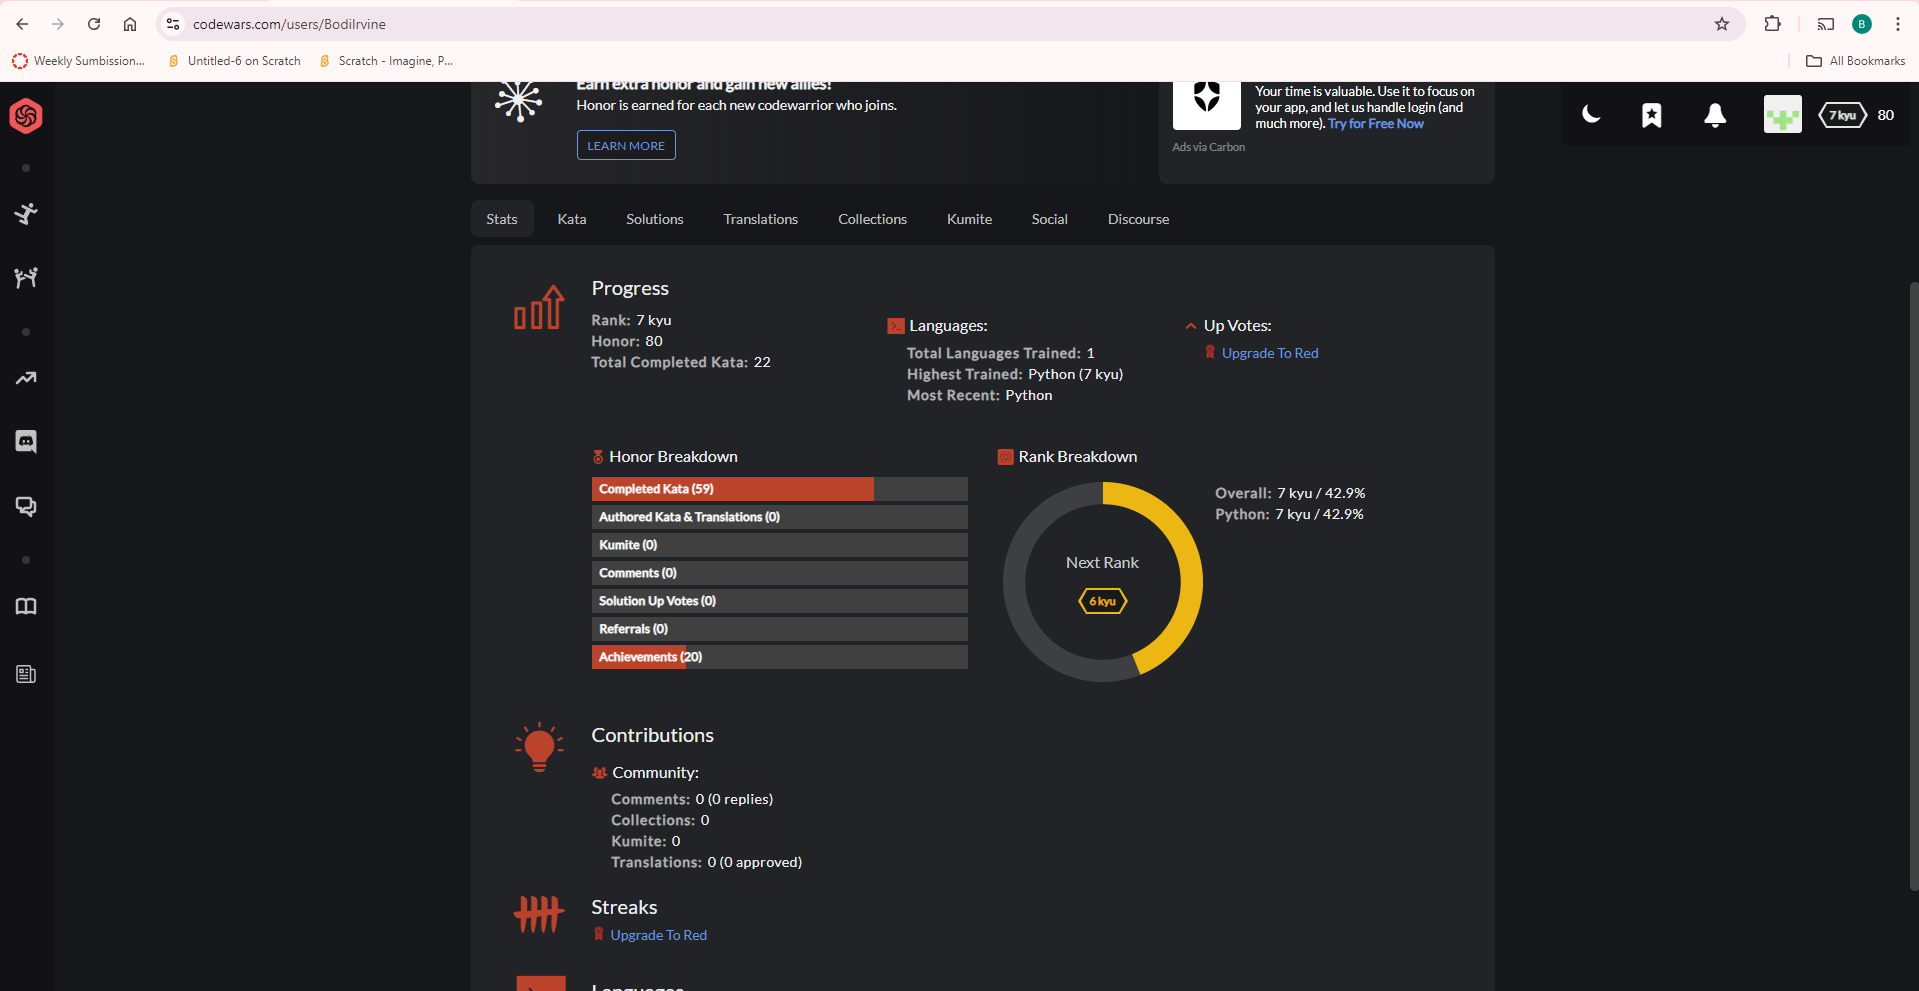 codewars.com/users/BodiIrvine
B
Weekly Sumbission...
Untitled-6 on Scratch
Scratch - Imagine, P...
All Bookmarks
Earn extra honor and gain new allies!
Honor is earned for each new codewarrior who joins.
LEARN MORE
Your time is valuable. Use it to focus on
your app, and let us handle login (and
much more). Try for Free Now
Ads via Carbon
7 kyu
80
Stats
Kata
Solutions
Translations
Collections
Kumite
Social
Discourse
Progress
Rank: 7 kyu
Honor: 80
Total Completed Kata: 22
Languages:
Total Languages Trained: 1
Highest Trained: Python (7 kyu)
Most Recent: Python
Up Votes:
Upgrade To Red
Honor Breakdown
Completed Kata (59)
Authored Kata & Translations (0)
Kumite (0)
Comments (0)
Solution Up Votes (0)
Referrals (0)
Achievements (20)
Rank Breakdown
Next Rank
6 kyu
Overall: 7 kyu / 42.9%
Python: 7 kyu / 42.9%
Contributions
Community:
Comments: 0 (0 replies)
Collections: 0
Kumite: 0
Translations: 0 (0 approved)
Streaks
Upgrade To Red
Languages